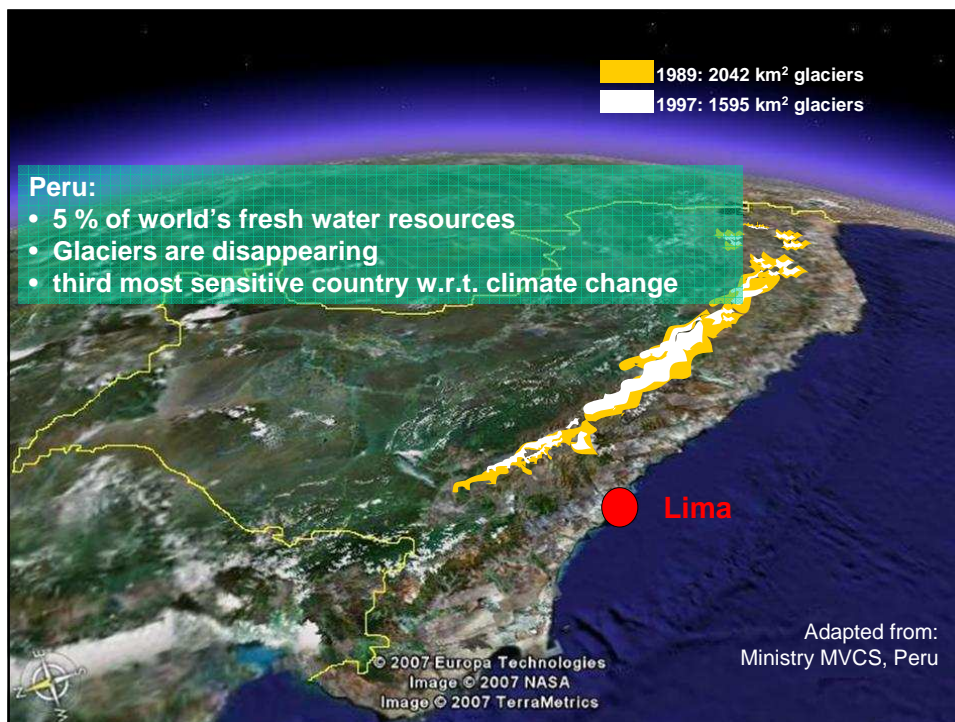 1989: 2042 km² glaciers
1997: 1595 km² glaciers
Peru:
• 5 % of world’s fresh water resources
• Glaciers are disappearing
• third most sensitive country w.r.t. climate change
Lima
Adapted from:
Ministry MVCS, Peru
© 2007 Europa Technologies
Image © 2007 NASA
Image © 2007 TerraMetrics
E
N S
W